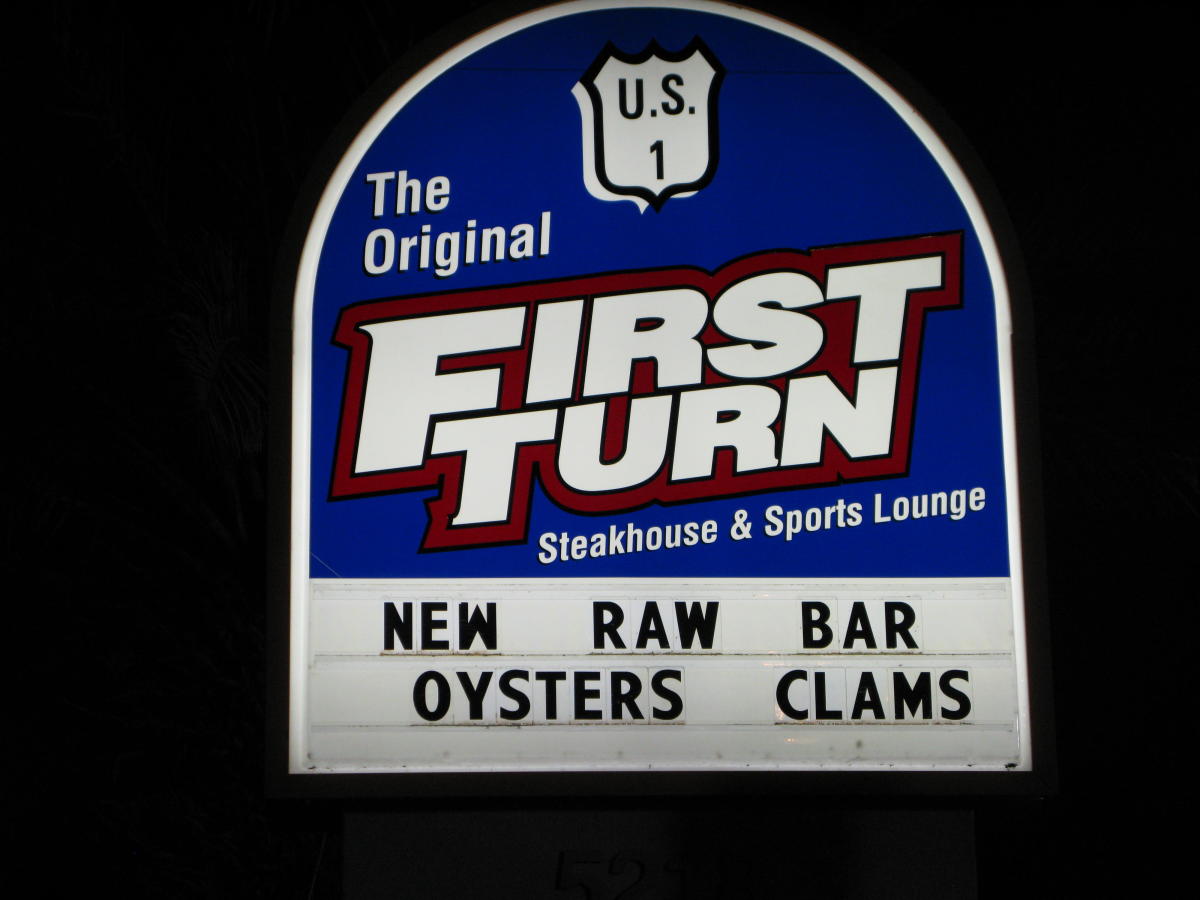 U.S.
1
The
Original
FIRST
TURN
Steakhouse & Sports Lounge
NEW RAW BAR
OYSTERS CLAMS